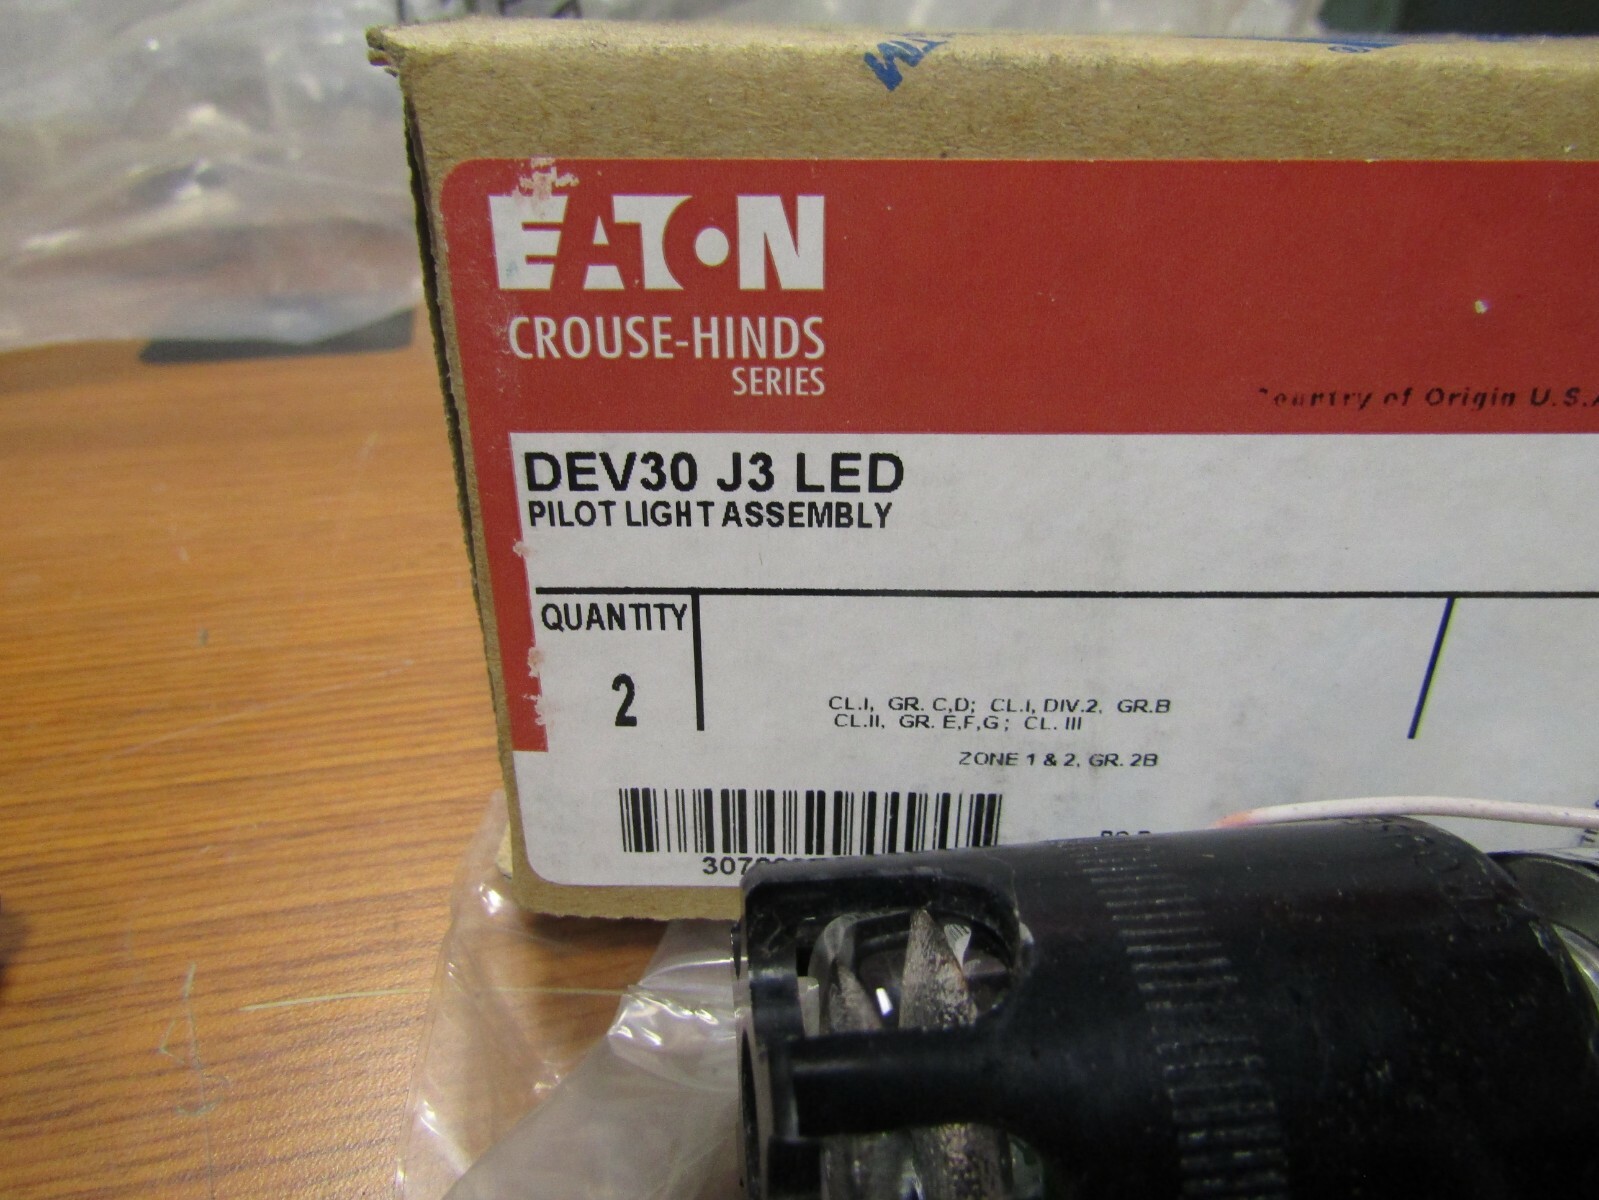 EATON
CROUSE-HINDS
SERIES
Country of Origin U.S.A
DEV30 J3 LED
PILOT LIGHT ASSEMBLY
QUANTITY
2
CL.I, GR. C,D; CL.I, DIV.2, GR.B
CL.II, GR. E,F,G; CL. III
ZONE 1 & 2, GR. 2B